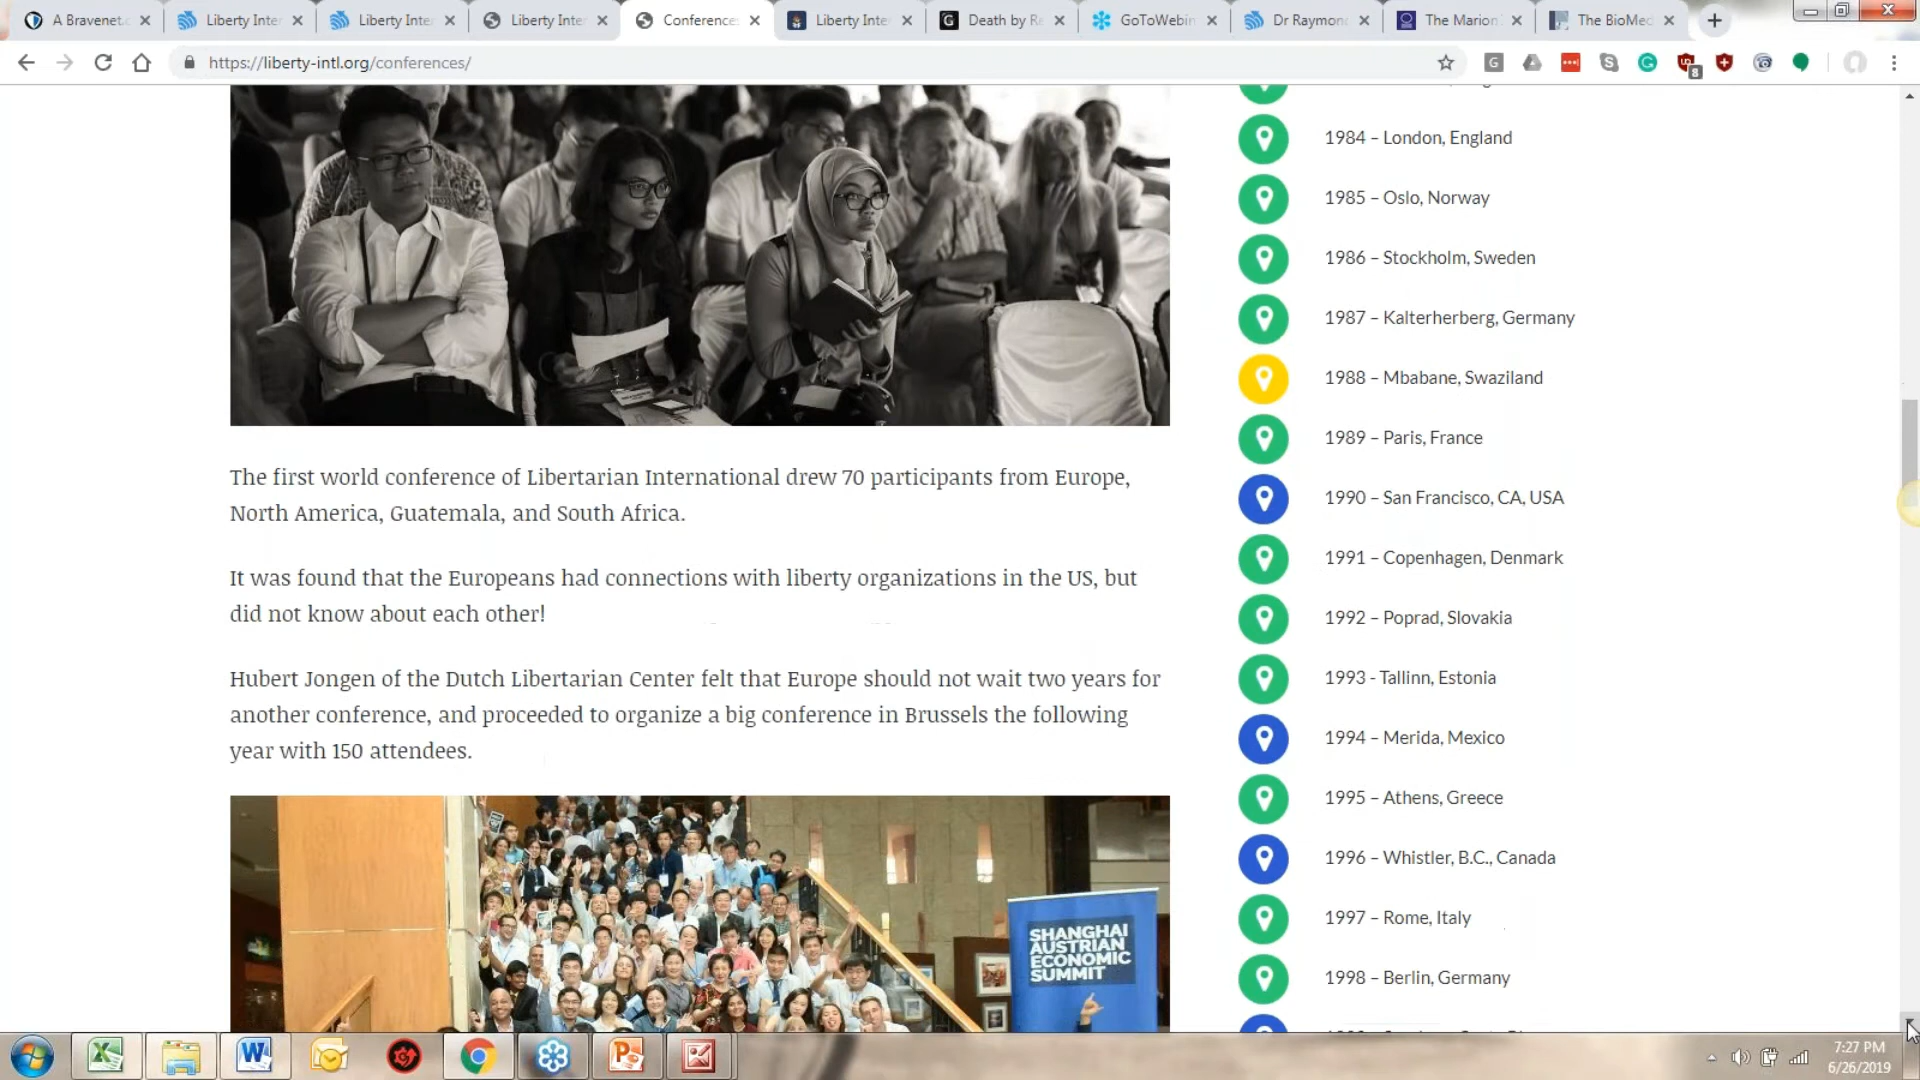 A Bravenet.
Liberty Inte
Liberty Inte
Liberty Inte
Conference
Liberty Inte
Death by R
GoToWebin
Dr Raymon
The Marion
The BioMed
https://liberty-intl.org/conferences/
8
1984 – London, England
1985 – Oslo, Norway
1986 – Stockholm, Sweden
1987 – Kalterherberg, Germany
1988 – Mbabane, Swaziland
1989 – Paris, France
The first world conference of Libertarian International drew 70 participants from Europe,
North America, Guatemala, and South Africa.
1990 – San Francisco, CA, USA
1991 – Copenhagen, Denmark
It was found that the Europeans had connections with liberty organizations in the US, but
did not know about each other!
1992 – Poprad, Slovakia
1993 - Tallinn, Estonia
Hubert Jongen of the Dutch Libertarian Center felt that Europe should not wait two years for
another conference, and proceeded to organize a big conference in Brussels the following
year with 150 attendees.
1994 – Merida, Mexico
1995 – Athens, Greece
1996 – Whistler, B.C., Canada
1997 – Rome, Italy
1998 – Berlin, Germany
SHANGHAI
AUSTRIAN
ECONOMIC
SUMMIT
7:27 PM
6/26/2019